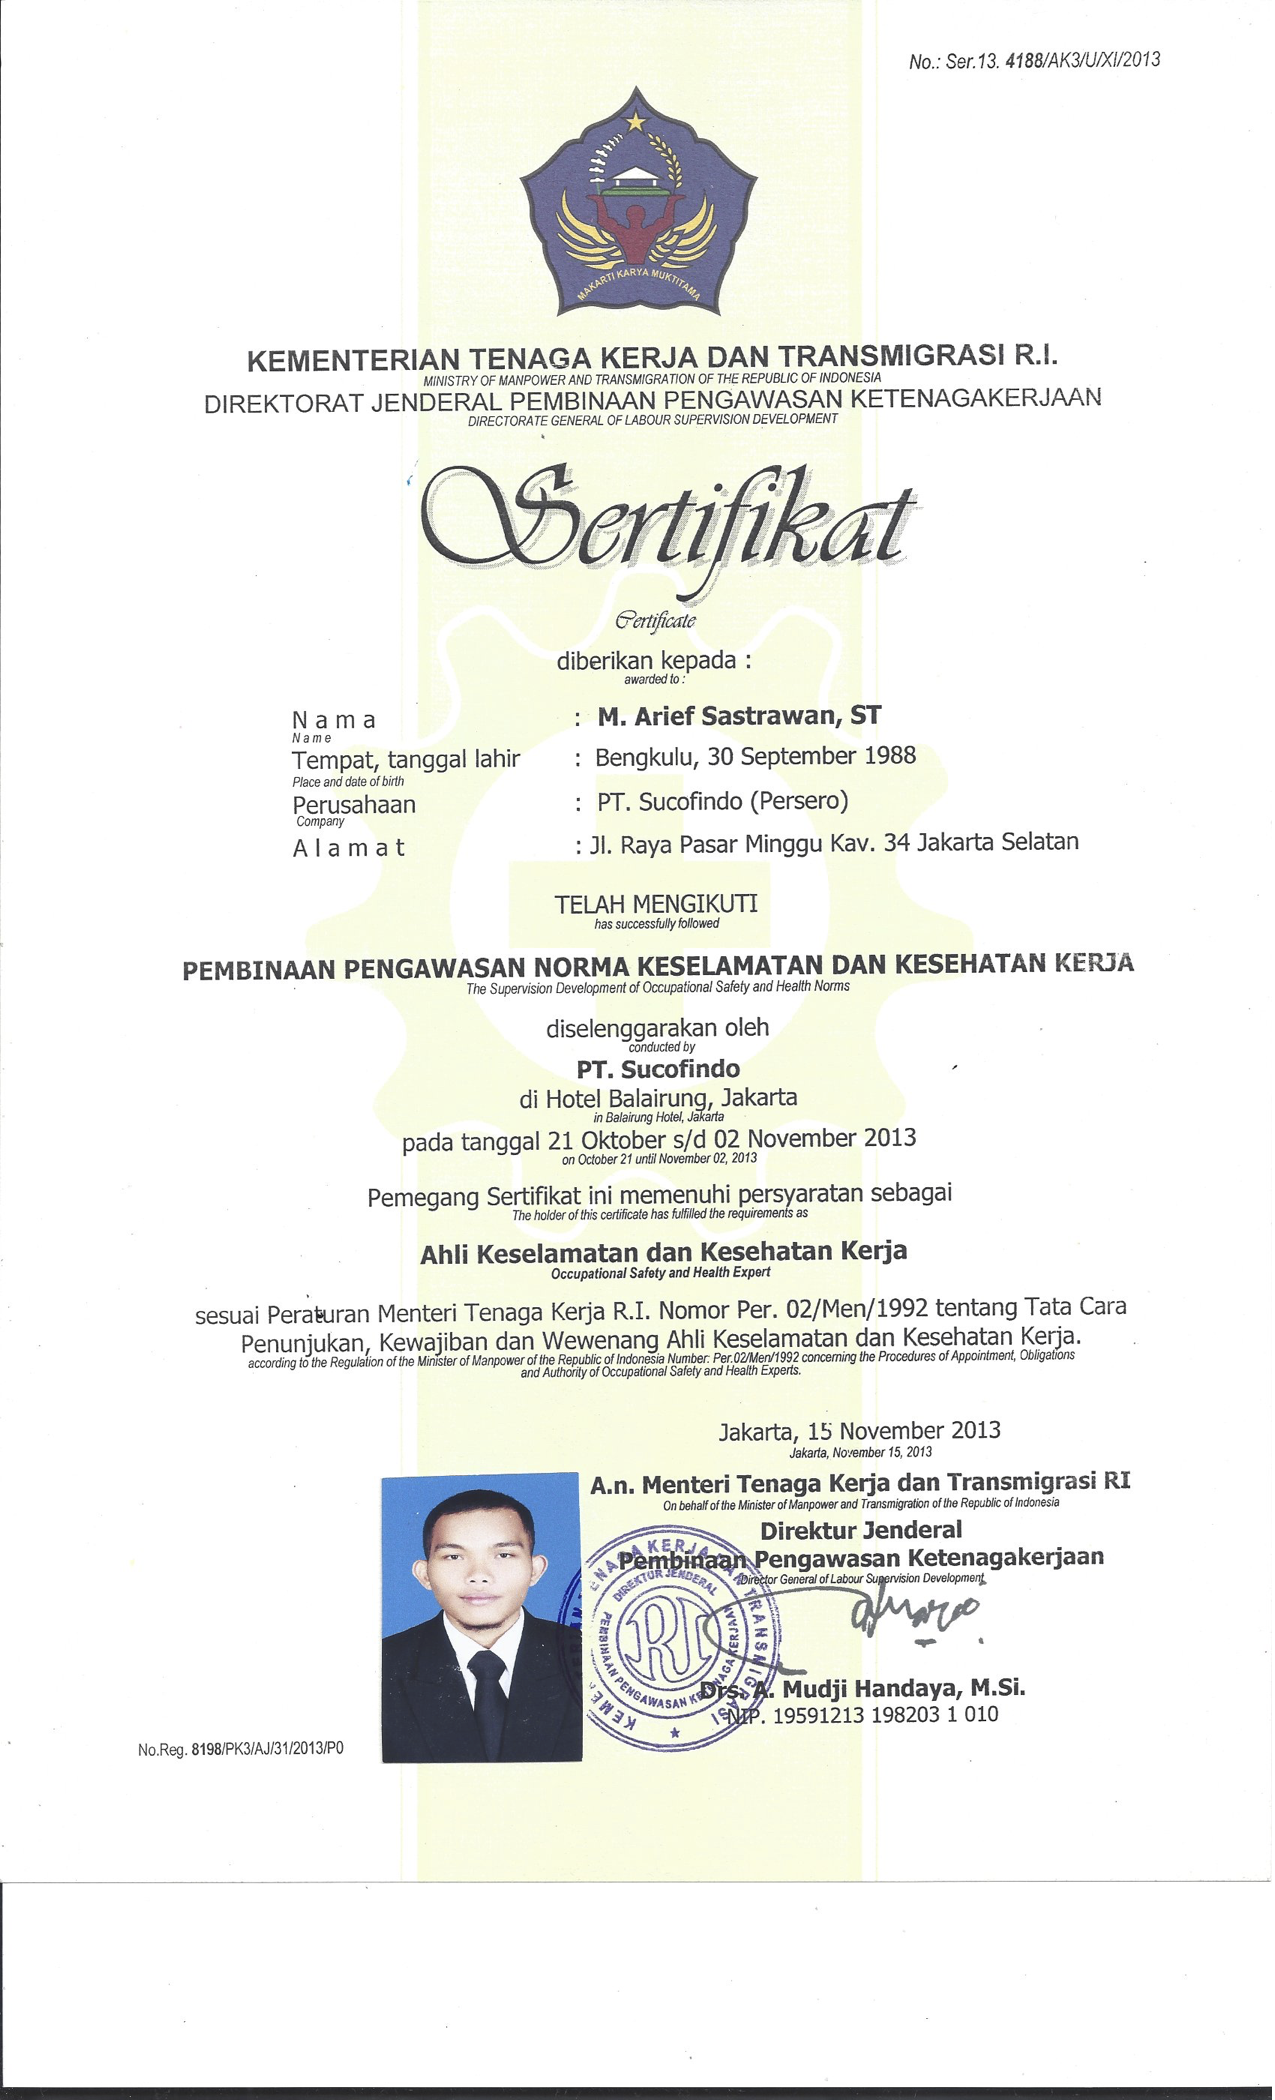 No.: Ser.13. 4188/AK3/U/XI/2013
MAKARTI KARYA MUKTITAMA
KEMENTERIAN TENAGA KERJA DAN TRANSMIGRASI R.I.
MINISTRY OF MANPOWER AND TRANSMIGRATION OF THE REPUBLIC OF INDONESIA
DIREKTORAT JENDERAL PEMBINAAN PENGAWASAN KETENAGAKERJAAN
DIRECTORATE GENERAL OF LABOUR SUPERVISION DEVELOPMENT
Sertifikat
Certificate
diberikan kepada :
awarded to :
Nama : M. Arief Sastrawan, ST
Name
Tempat, tanggal lahir : Bengkulu, 30 September 1988
Place and date of birth
Perusahaan : PT. Sucofindo (Persero)
Company
Alamat : Jl. Raya Pasar Minggu Kav. 34 Jakarta Selatan
TELAH MENGIKUTI
has successfully followed
PEMBINAAN PENGAWASAN NORMA KESELAMATAN DAN KESEHATAN KERJA
The Supervision Development of Occupational Safety and Health Norms
diselenggarakan oleh
conducted by
PT. Sucofindo
di Hotel Balairung, Jakarta
in Balairung Hotel, Jakarta
pada tanggal 21 Oktober s/d 02 November 2013
on October 21 until November 02, 2013
Pemegang Sertifikat ini memenuhi persyaratan sebagai
The holder of this certificate has fulfilled the requirements as
Ahli Keselamatan dan Kesehatan Kerja
Occupational Safety and Health Expert
sesuai Peraturan Menteri Tenaga Kerja R.I. Nomor Per. 02/Men/1992 tentang Tata Cara
Penunjukan, Kewajiban dan Wewenang Ahli Keselamatan dan Kesehatan Kerja.
according to the Regulation of the Minister of Manpower of the Republic of Indonesia Number: Per.02/Men/1992 concerning the Procedures of Appointment, Obligations
and Authority of Occupational Safety and Health Experts.
Jakarta, 15 November 2013
Jakarta, November 15, 2013
A.n. Menteri Tenaga Kerja dan Transmigrasi RI
On behalf of the Minister of Manpower and Transmigration of the Republic of Indonesia
Direktur Jenderal
Pembinaan Pengawasan Ketenagakerjaan
Director General of Labour Supervision Development
TENAGA KERJA DAN TRANSMIGRASI
DIREKTUR JENDERAL
PEMBINAAN PENGAWASAN KETENAGA KERJAAN
RI
Drs. A. Mudji Handaya, M.Si.
NIP. 19591213 198203 1 010
No.Reg. 8198/PK3/AJ/31/2013/P0